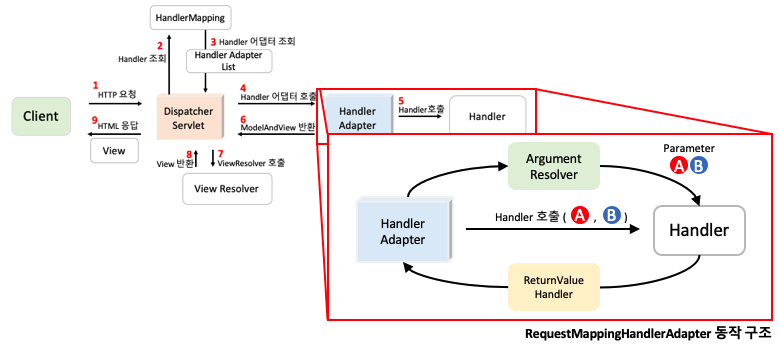 HandlerMapping
2
Handler 조회
3 Handler 어댑터 조회
Handler Adapter
List
1
HTTP 요청
Client
9
HTML 응답
View
Dispatcher
Servlet
4
Handler 어댑터 호출
6
ModelAndView 반환
8
View 반환
7
ViewResolver 호출
View Resolver
Handler
Adapter
5
Handler호출
Handler
Argument
Resolver
Parameter
A B
Handler
Adapter
Handler 호출 ( A , B )
Handler
ReturnValue
Handler
RequestMappingHandlerAdapter 동작 구조